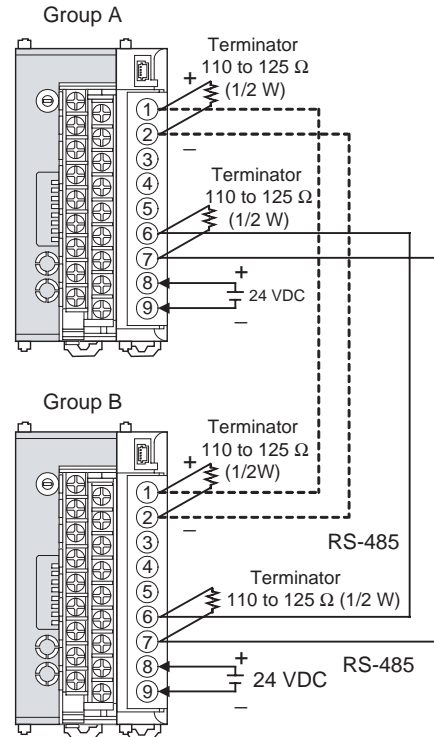 Group A
Terminator
110 to 125 Ω
(1/2 W)
+
1
2
–
3
Terminator
4
110 to 125 Ω
5
(1/2 W)
6
7
+
8
24 VDC
9
–
Group B
Terminator
110 to 125 Ω
(1/2W)
+
1
2
–
3
RS-485
4
Terminator
5
110 to 125 Ω (1/2 W)
6
7
+
8
24 VDC
RS-485
9
–